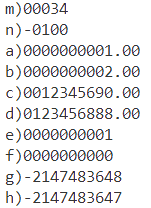 m)00034
n)-0100
a)0000000001.00
b)0000000002.00
c)0012345690.00
d)0123456888.00
e)0000000001
f)0000000000
g)-2147483648
h)-2147483647